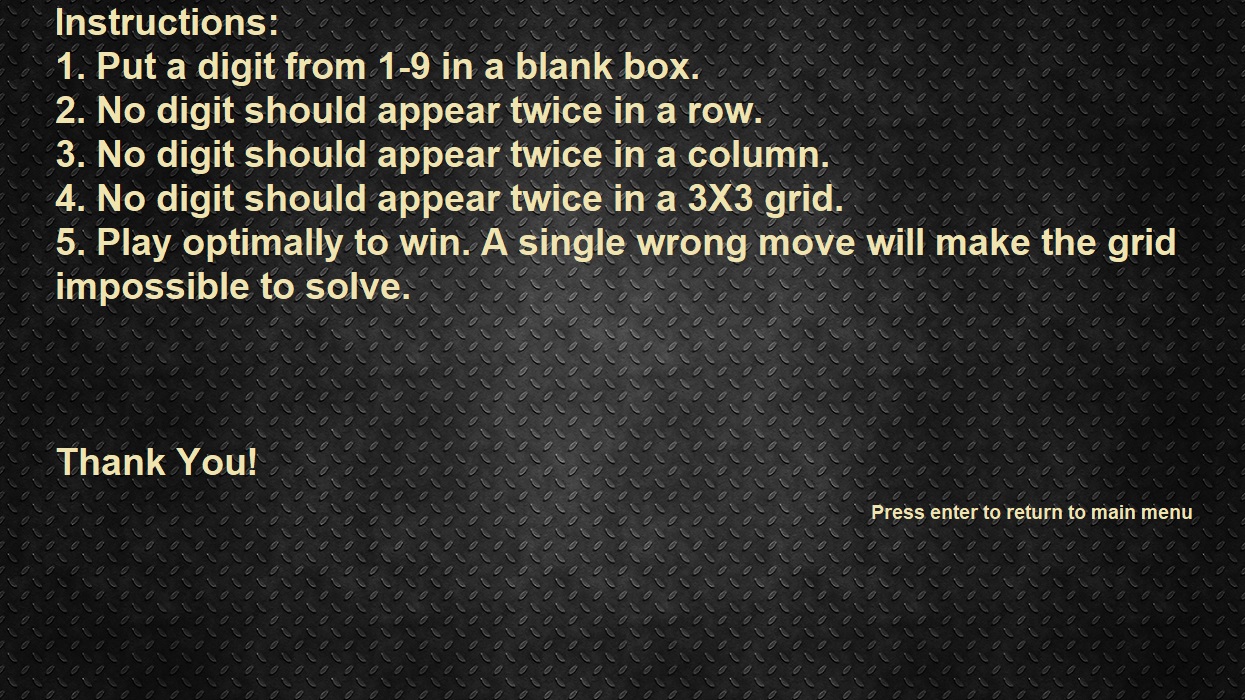 Instructions:
1. Put a digit from 1-9 in a blank box.
2. No digit should appear twice in a row.
3. No digit should appear twice in a column.
4. No digit should appear twice in a 3X3 grid.
5. Play optimally to win. A single wrong move will make the grid
impossible to solve.
Thank You!
Press enter to return to main menu